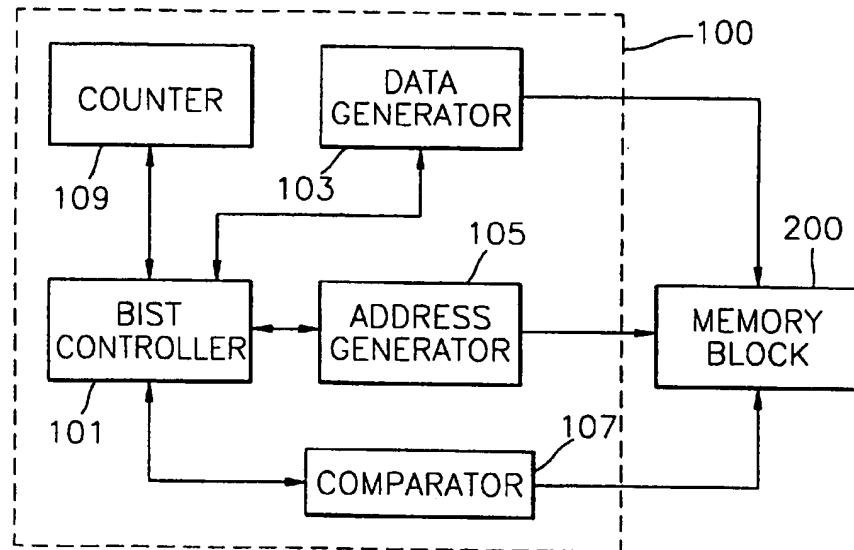 100
COUNTER
DATA
GENERATOR
109
103
105
200
BIST
CONTROLLER
ADDRESS
GENERATOR
MEMORY
BLOCK
101
107
COMPARATOR